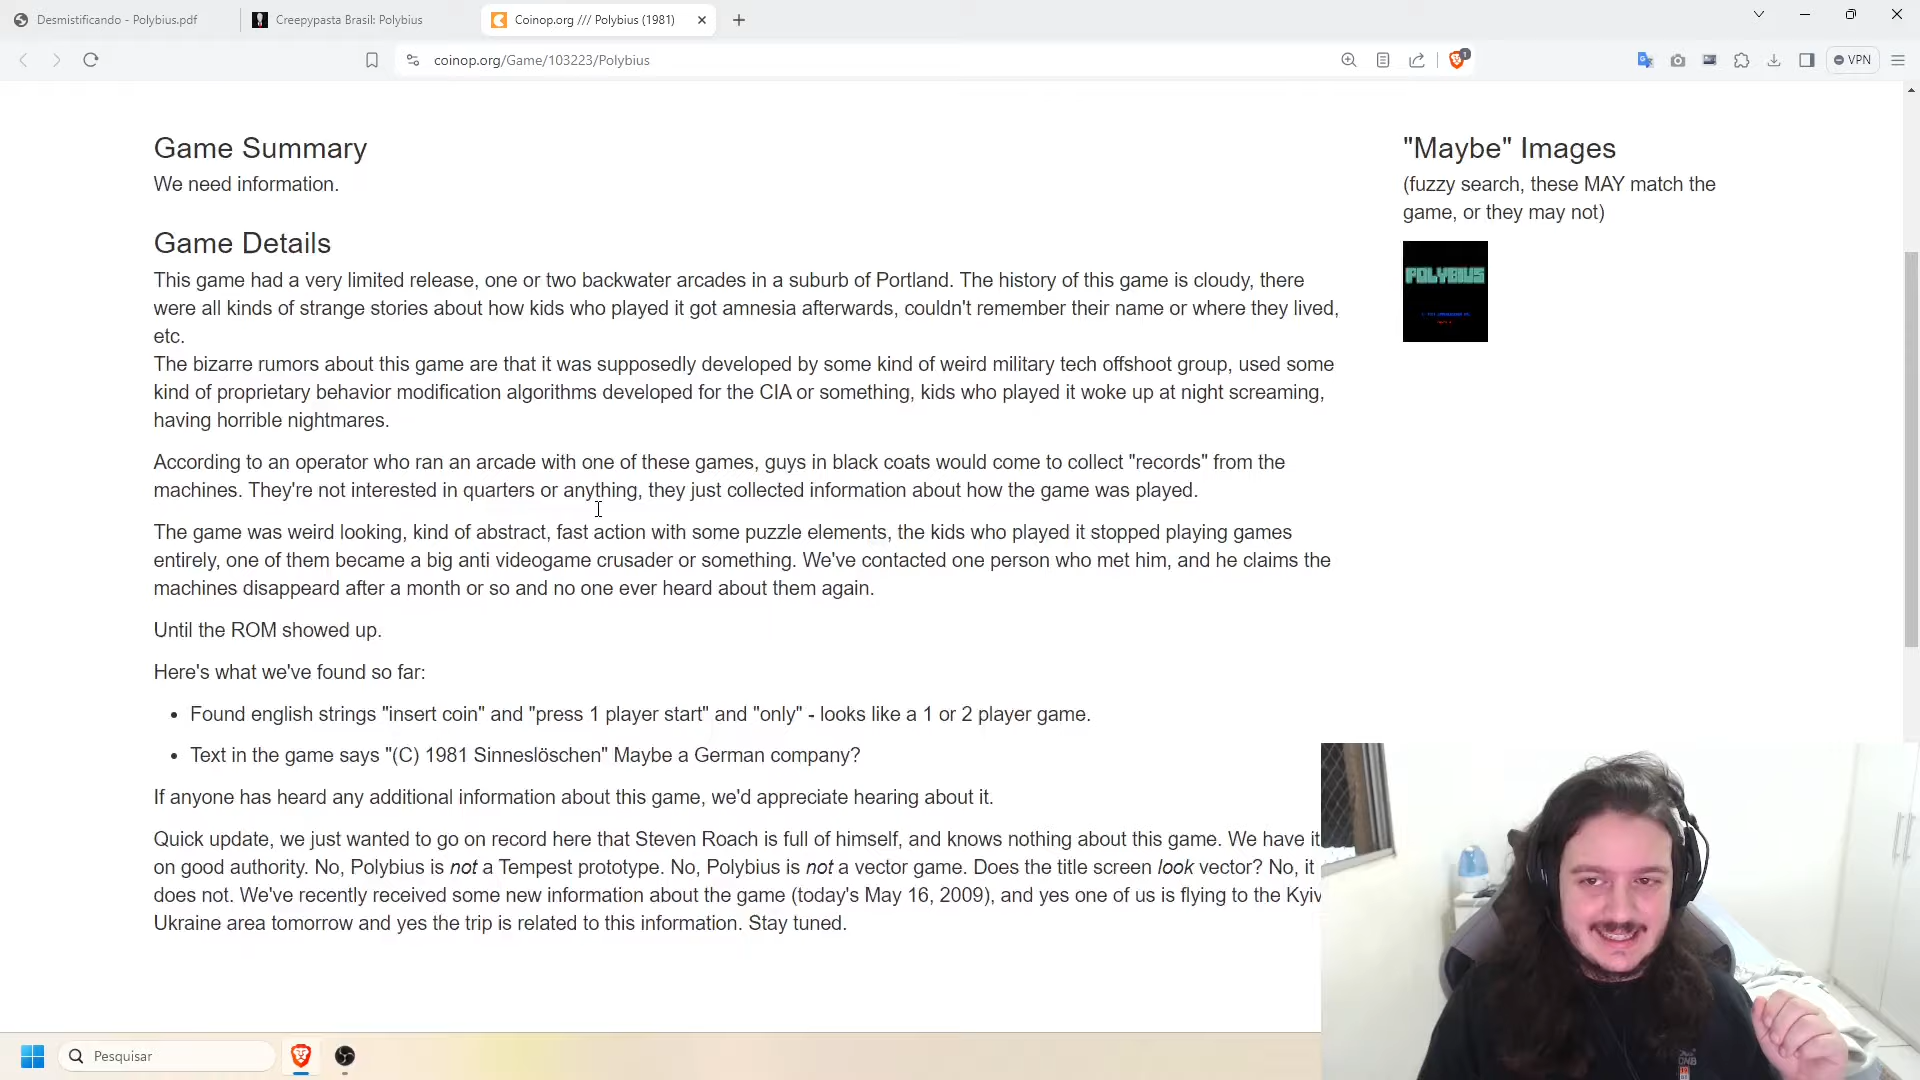 Desmistificando - Polybius.pdf
Creepypasta Brasil: Polybius
Coinop.org /// Polybius (1981)
coinop.org/Game/103223/Polybius
1
VPN
Game Summary
We need information.
Game Details
This game had a very limited release, one or two backwater arcades in a suburb of Portland. The history of this game is cloudy, there
were all kinds of strange stories about how kids who played it got amnesia afterwards, couldn't remember their name or where they lived,
etc.
The bizarre rumors about this game are that it was supposedly developed by some kind of weird military tech offshoot group, used some
kind of proprietary behavior modification algorithms developed for the CIA or something, kids who played it woke up at night screaming,
having horrible nightmares.
According to an operator who ran an arcade with one of these games, guys in black coats would come to collect "records" from the
machines. They're not interested in quarters or anything, they just collected information about how the game was played.
The game was weird looking, kind of abstract, fast action with some puzzle elements, the kids who played it stopped playing games
entirely, one of them became a big anti videogame crusader or something. We've contacted one person who met him, and he claims the
machines disappeard after a month or so and no one ever heard about them again.
Until the ROM showed up.
Here's what we've found so far:
• Found english strings "insert coin" and "press 1 player start" and "only" - looks like a 1 or 2 player game.
• Text in the game says "(C) 1981 Sinneslöschen" Maybe a German company?
If anyone has heard any additional information about this game, we'd appreciate hearing about it.
Quick update, we just wanted to go on record here that Steven Roach is full of himself, and knows nothing about this game. We have it
on good authority. No, Polybius is not a Tempest prototype. No, Polybius is not a vector game. Does the title screen look vector? No, it
does not. We've recently received some new information about the game (today's May 16, 2009), and yes one of us is flying to the Kyiv
Ukraine area tomorrow and yes the trip is related to this information. Stay tuned.
"Maybe" Images
(fuzzy search, these MAY match the
game, or they may not)
POLYBIUS
Pesquisar